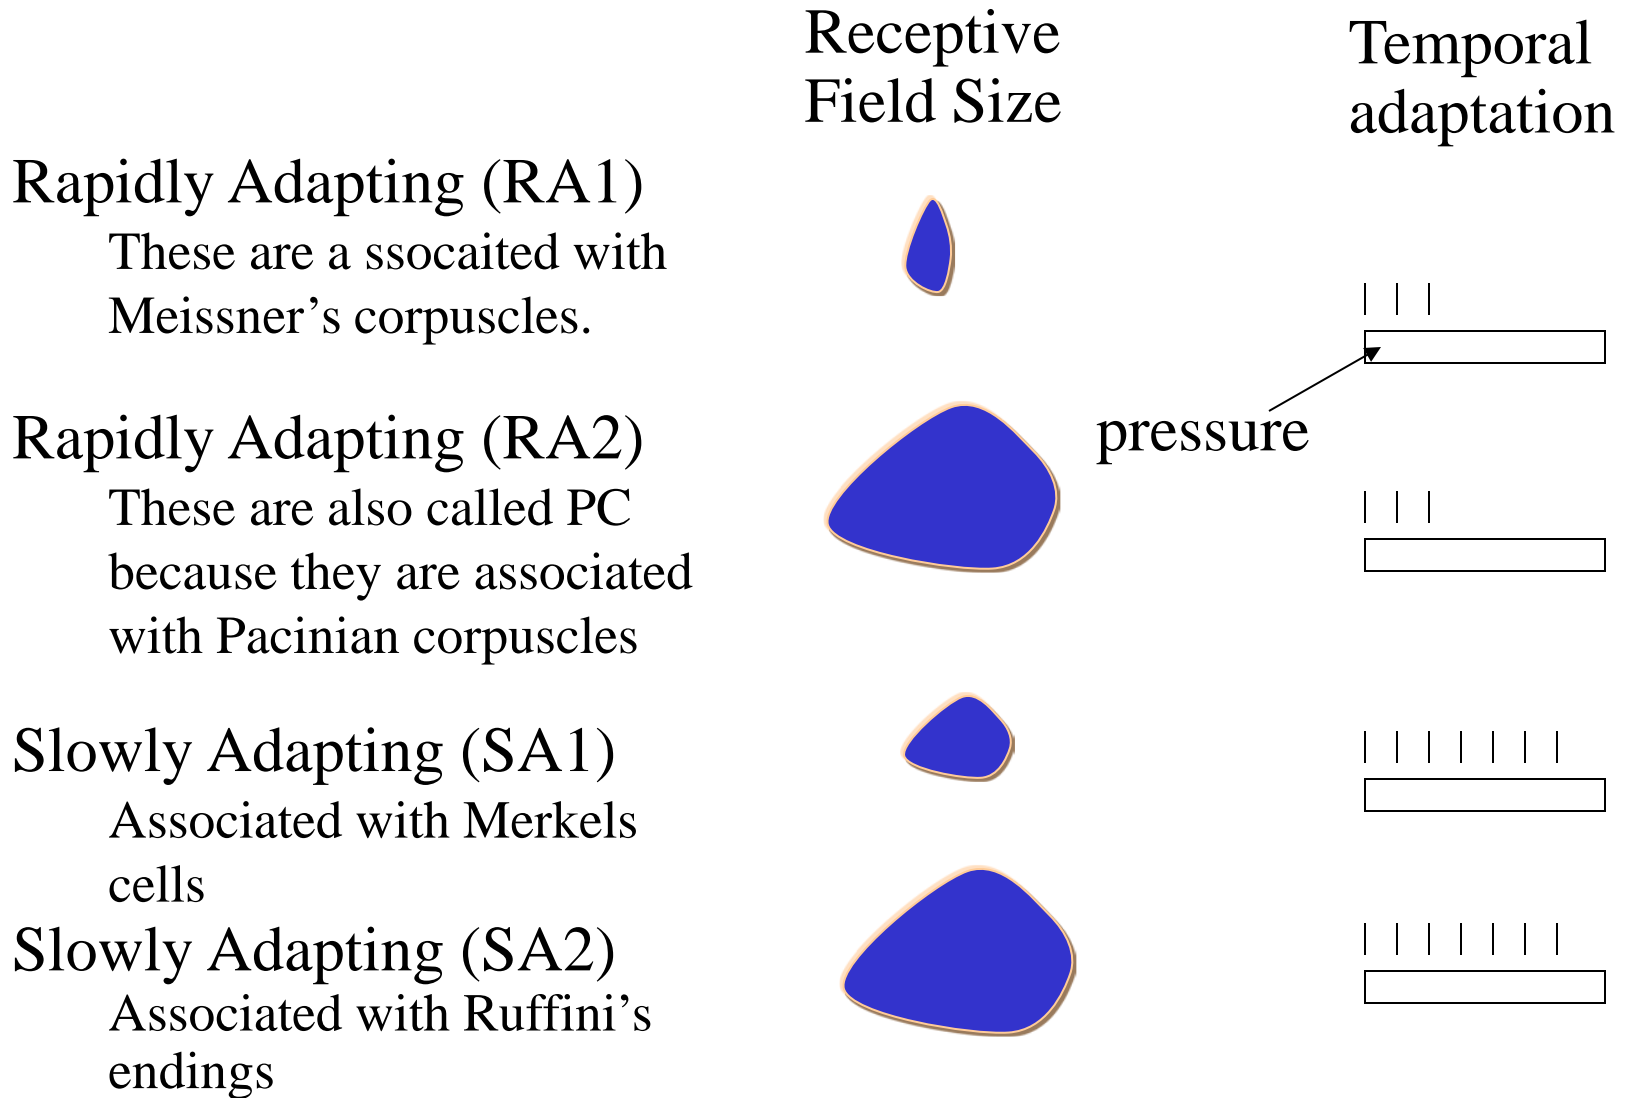 Receptive
Field Size
Temporal
adaptation
Rapidly Adapting (RA1)
These are a ssocaited with
Meissner’s corpuscles.
pressure
Rapidly Adapting (RA2)
These are also called PC
because they are associated
with Pacinian corpuscles
Slowly Adapting (SA1)
Associated with Merkels
cells
Slowly Adapting (SA2)
Associated with Ruffini’s
endings